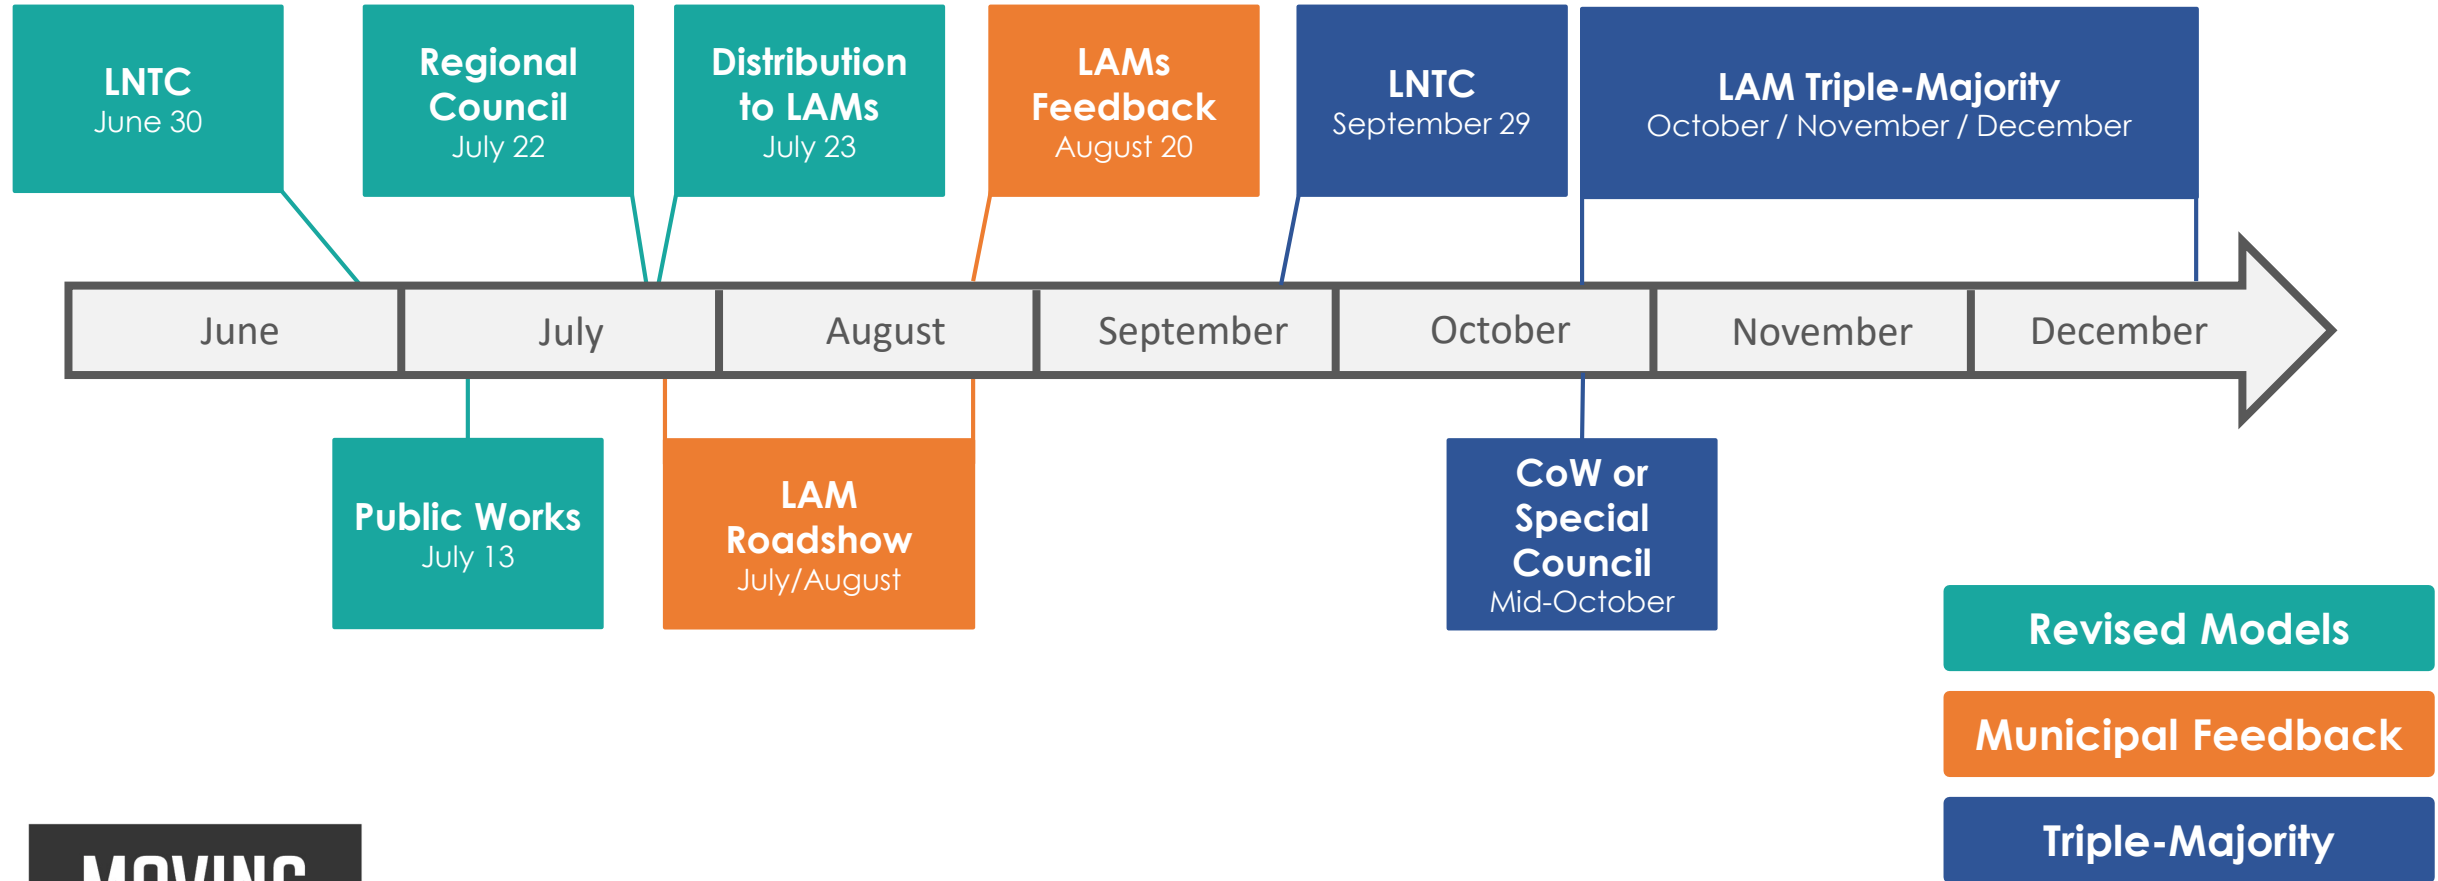 LNTC
June 30
Regional
Council
July 22
Distribution
to LAMs
July 23
LAMs
Feedback
August 20
LNTC
September 29
LAM Triple-Majority
October / November / December
June
July
August
September
October
November
December
Public Works
July 13
LAM
Roadshow
July/August
CoW or
Special
Council
Mid-October
Revised Models
Municipal Feedback
Triple-Majority
MOVING